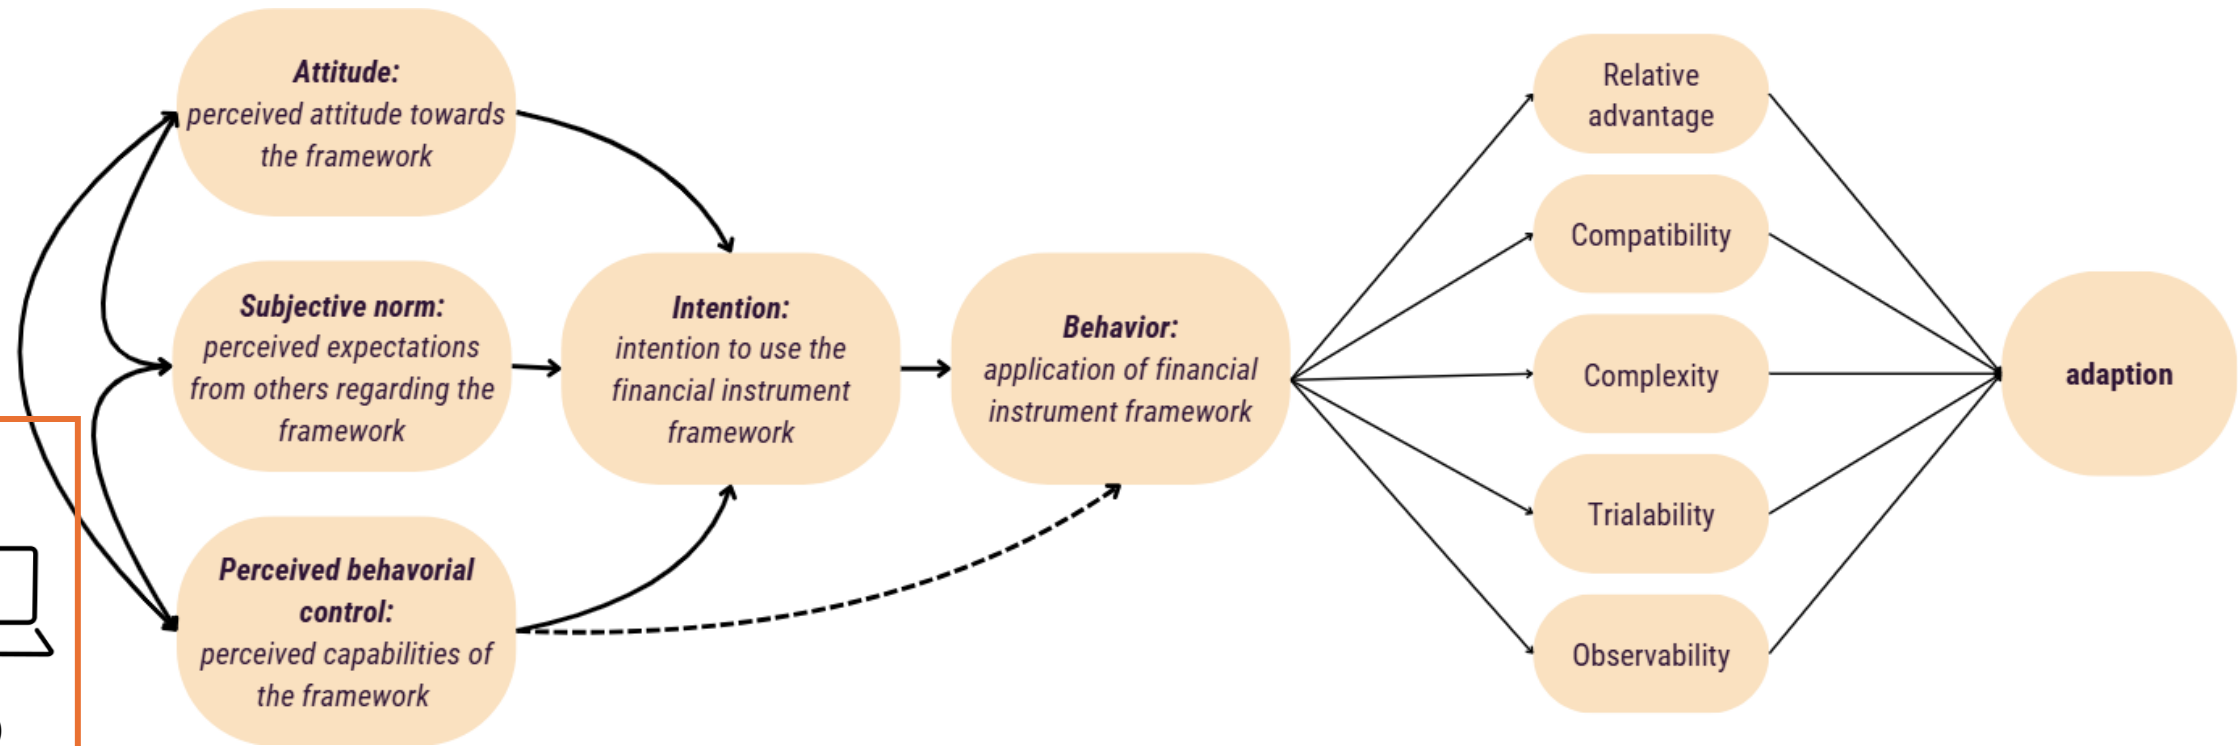 Attitude:
perceived attitude towards
the framework
Subjective norm:
perceived expectations
from others regarding the
framework
Perceived behavorial
control:
perceived capabilities of
the framework
Intention:
intention to use the
financial instrument
framework
Behavior:
application of financial
instrument framework
Relative
advantage
Compatibility
Complexity
Trialability
Observability
adaption